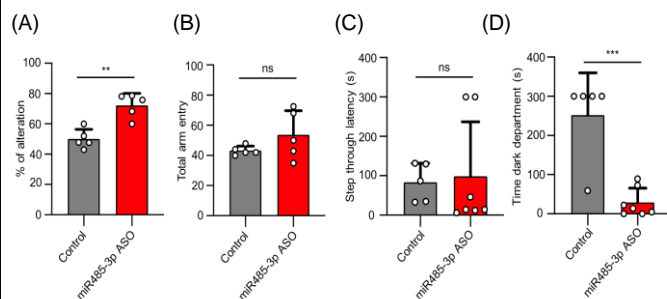 (A)
**
% of alteration
100
80
60
40
20
0
Control
miR485-3p ASO
(B)
ns
Total arm entry
100
80
60
40
20
0
Control
miR485-3p ASO
(C)
ns
Step through latency (s)
400
300
200
100
0
Control
miR485-3p ASO
(D)
***
Time dark department (s)
400
300
200
100
0
Control
miR485-3p ASO